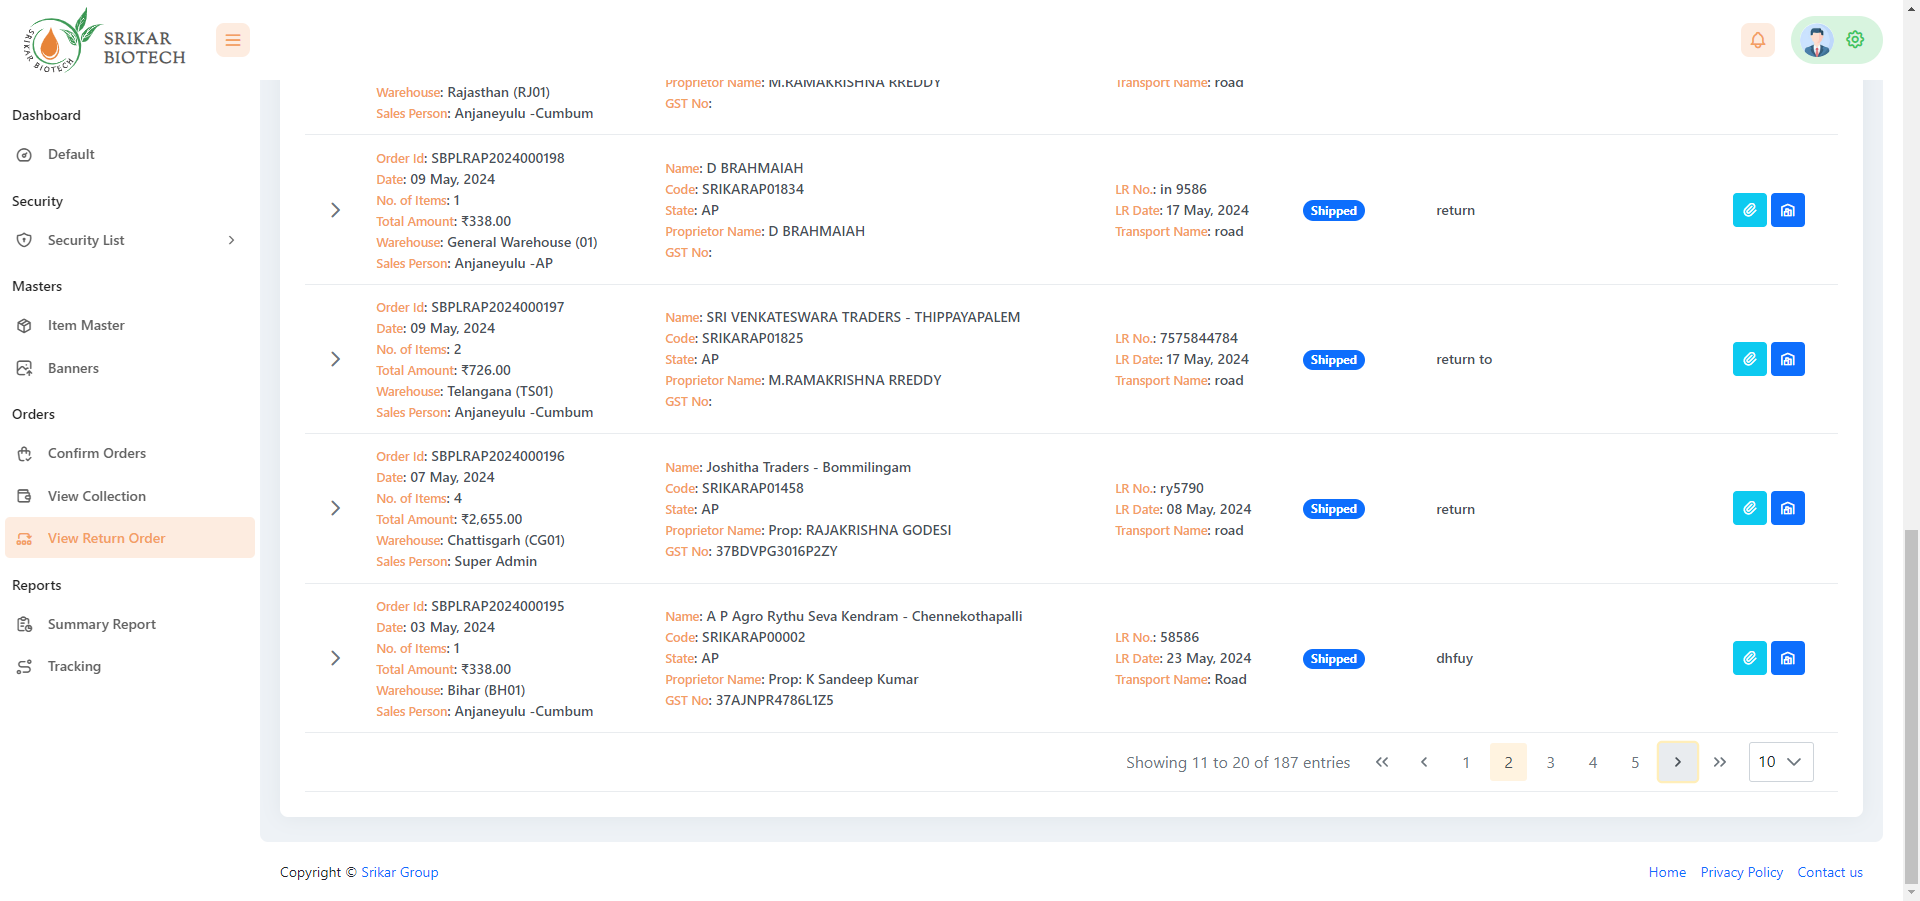 SRIKAR
BIOTECH
SRIKAR BIOTECH
Dashboard
Default
Security
Security List
Masters
Item Master
Banners
Orders
Confirm Orders
View Collection
View Return Order
Reports
Summary Report
Tracking
Warehouse: Rajasthan (RJ01)
Sales Person: Anjaneyulu -Cumbum
Proprietor Name: M.RAMAKRISHNA RREDDY
GST No:
Transport Name: road
Order Id: SBPLRAP2024000198
Date: 09 May, 2024
No. of Items: 1
Total Amount: ₹338.00
Warehouse: General Warehouse (01)
Sales Person: Anjaneyulu -AP
Name: D BRAHMAIAH
Code: SRIKARAP01834
State: AP
Proprietor Name: D BRAHMAIAH
GST No:
LR No.: in 9586
LR Date: 17 May, 2024
Transport Name: road
Shipped
return
Order Id: SBPLRAP2024000197
Date: 09 May, 2024
No. of Items: 2
Total Amount: ₹726.00
Warehouse: Telangana (TS01)
Sales Person: Anjaneyulu -Cumbum
Name: SRI VENKATESWARA TRADERS - THIPPAYAPALEM
Code: SRIKARAP01825
State: AP
Proprietor Name: M.RAMAKRISHNA RREDDY
GST No:
LR No.: 7575844784
LR Date: 17 May, 2024
Transport Name: road
Shipped
return to
Order Id: SBPLRAP2024000196
Date: 07 May, 2024
No. of Items: 4
Total Amount: ₹2,655.00
Warehouse: Chattisgarh (CG01)
Sales Person: Super Admin
Name: Joshitha Traders - Bommilingam
Code: SRIKARAP01458
State: AP
Proprietor Name: Prop: RAJAKRISHNA GODESI
GST No: 37BDVPG3016P2ZY
LR No.: ry5790
LR Date: 08 May, 2024
Transport Name: road
Shipped
return
Order Id: SBPLRAP2024000195
Date: 03 May, 2024
No. of Items: 1
Total Amount: ₹338.00
Warehouse: Bihar (BH01)
Sales Person: Anjaneyulu -Cumbum
Name: A P Agro Rythu Seva Kendram - Chennekothapalli
Code: SRIKARAP00002
State: AP
Proprietor Name: Prop: K Sandeep Kumar
GST No: 37AJNPR4786L1Z5
LR No.: 58586
LR Date: 23 May, 2024
Transport Name: Road
Shipped
dhfuy
Showing 11 to 20 of 187 entries « ‹ 1 2 3 4 5 › » 10
Copyright © Srikar Group
Home Privacy Policy Contact us